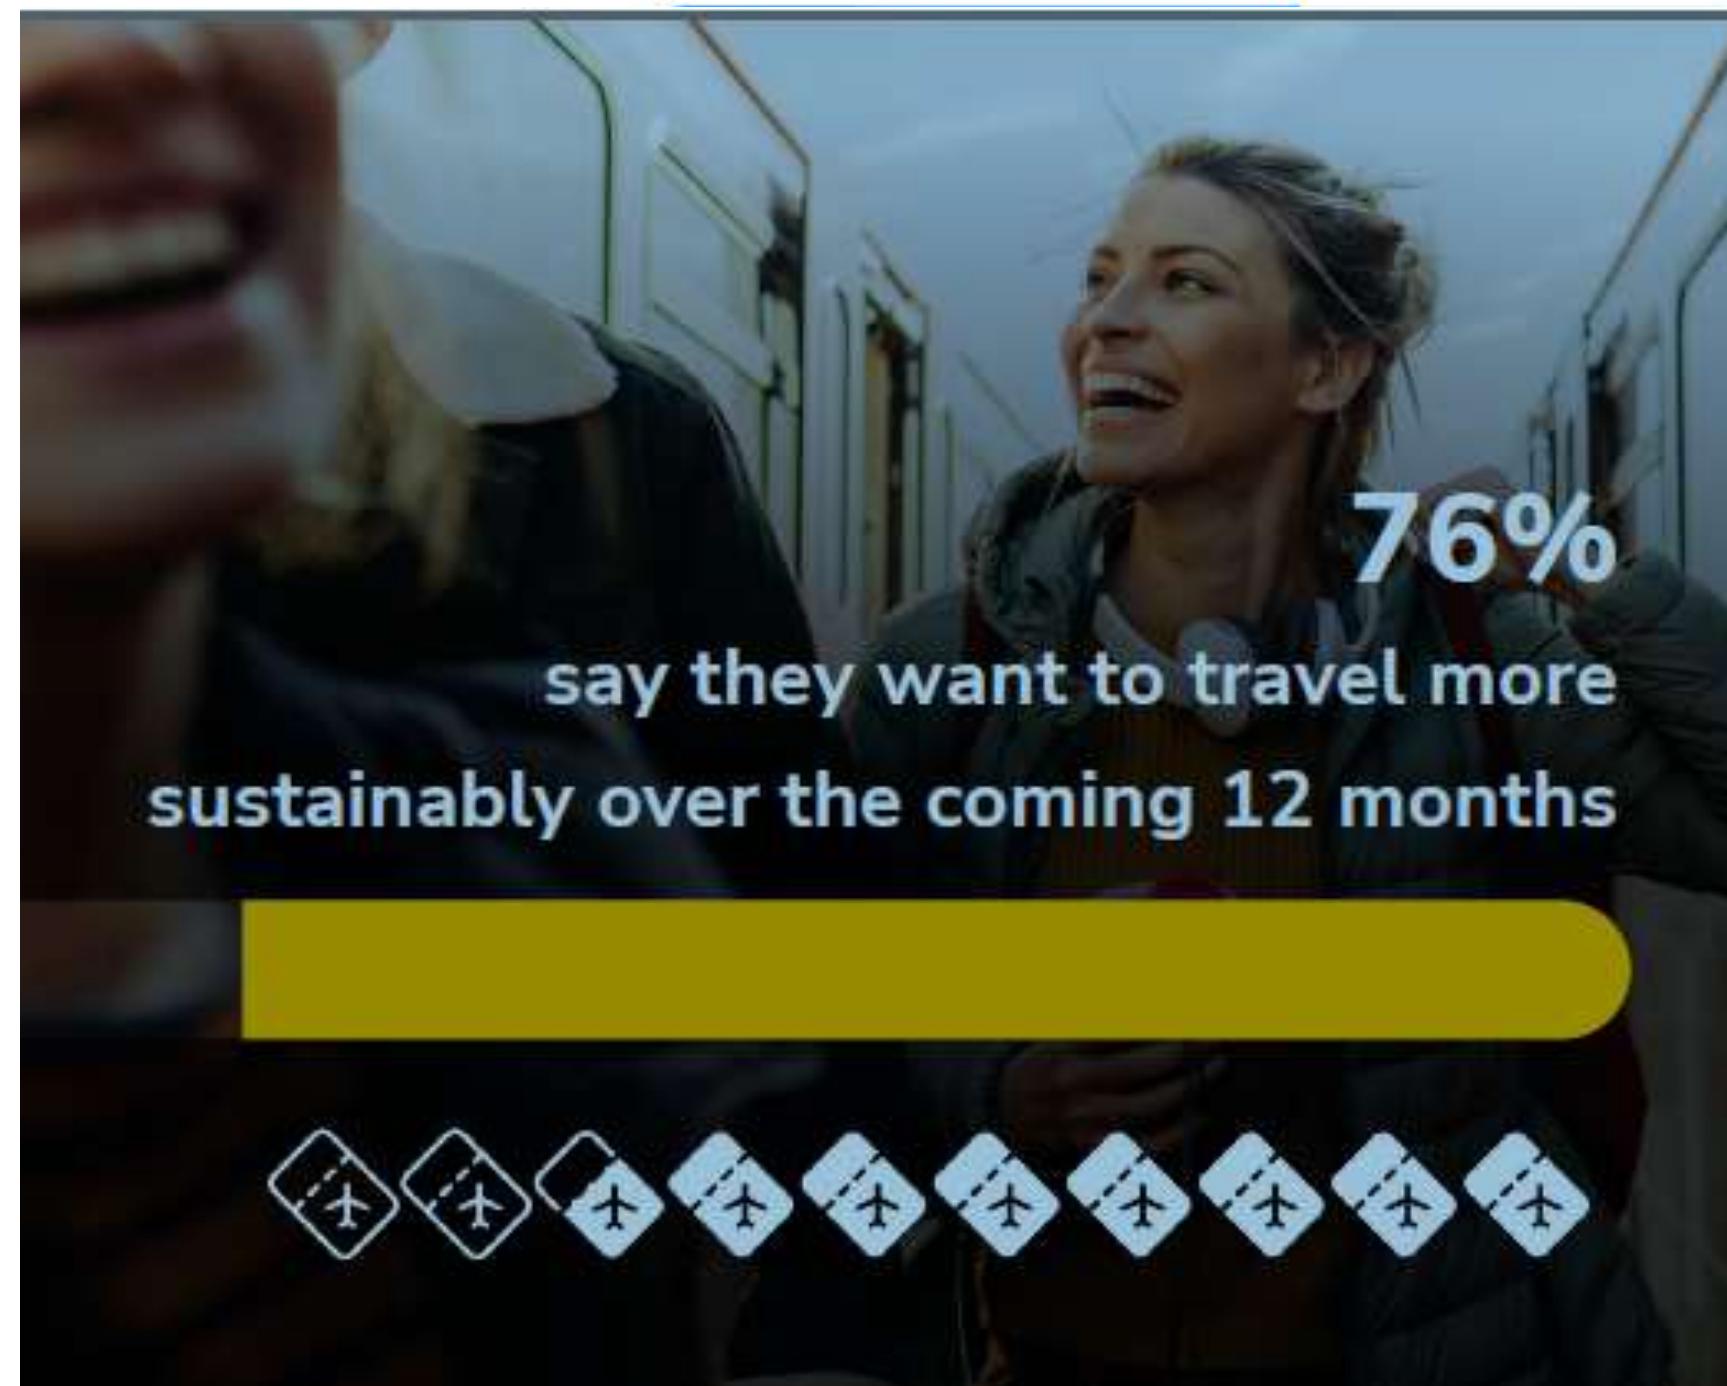 76%
say they want to travel more
sustainably over the coming 12 months